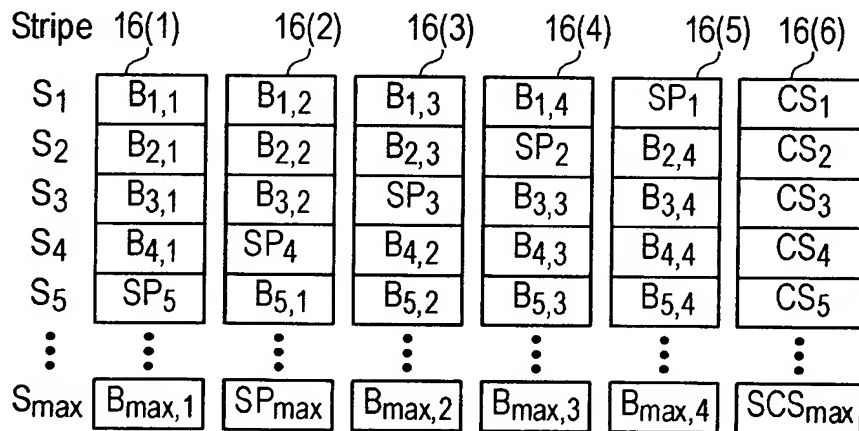 Stripe 16(1) 16(2) 16(3) 16(4) 16(5) 16(6)
S1 B1,1 B1,2 B1,3 B1,4 SP1 CS1
S2 B2,1 B2,2 B2,3 SP2 B2,4 CS2
S3 B3,1 B3,2 SP3 B3,3 B3,4 CS3
S4 B4,1 SP4 B4,2 B4,3 B4,4 CS4
S5 SP5 B5,1 B5,2 B5,3 B5,4 CS5
Smax Bmax,1 SPmax Bmax,2 Bmax,3 Bmax,4 SCSmax